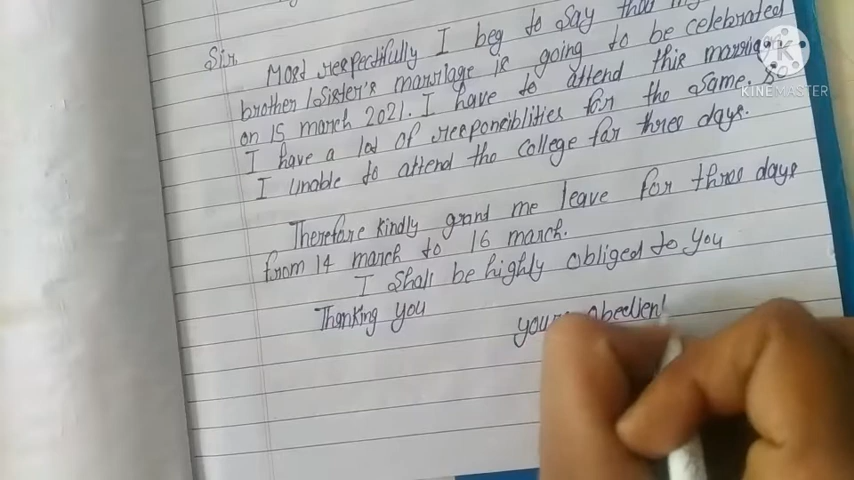 Sir,
Most respectifully I beg to say that my
brother / Sister's marriage is going to be celebrated
on 15 march 2021. I have to attend this marriage
I have a lot of responciblities for the same. So
I unable to attend the college for three days.
Therefore kindly grand me leave for three days
from 14 march to 16 march.
I shall be highly obliged to you
Thanking you
obedient
KINEMASTER